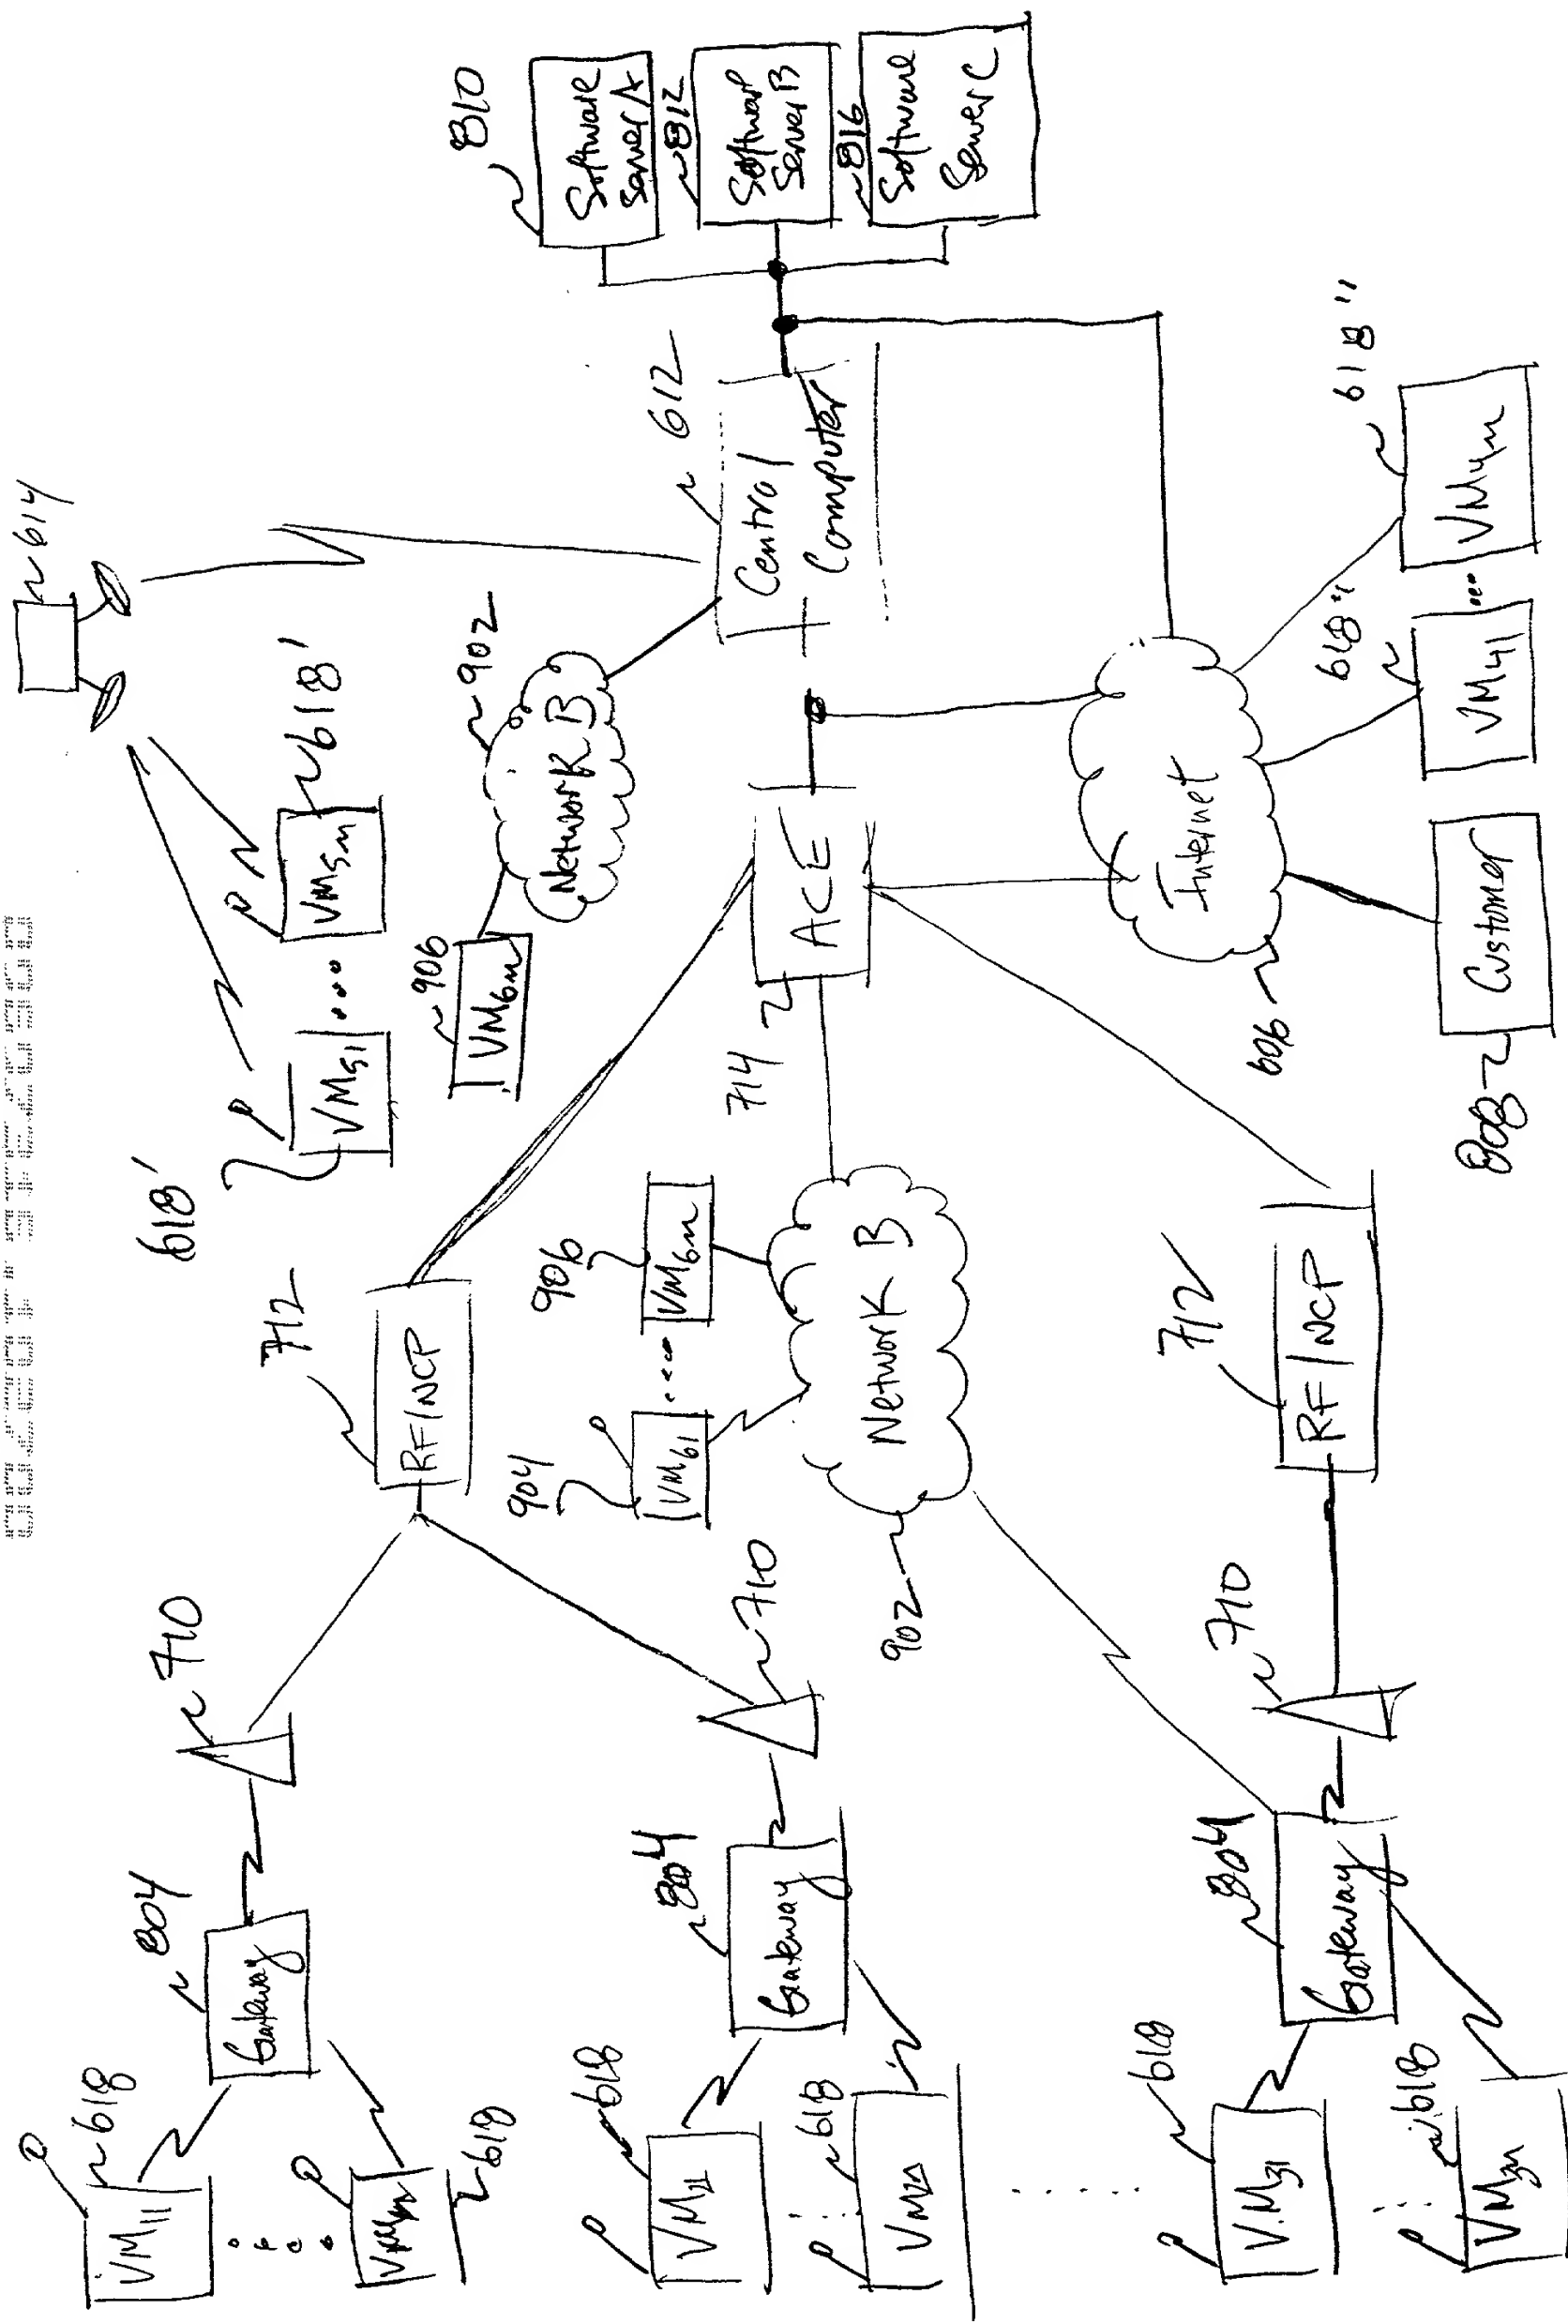 VM11
618
804
Gateway
710
712
RF/NCP
618
618'
VM51
618'
VM5n
614
906
VM6n
902
Network B
612
Central
Computer
810
Software
Server A
812
Software
Server B
816
Software
Server C
618
VM21
618
VM2n
804
Gateway
710
904
VM61
906
VM6n
902
Network B
714
ACE
Internet
606
618
VM31
618
VM3n
804
Gateway
710
712
RF/NCP
808
Customer
618"
VM41
618"
VM4n